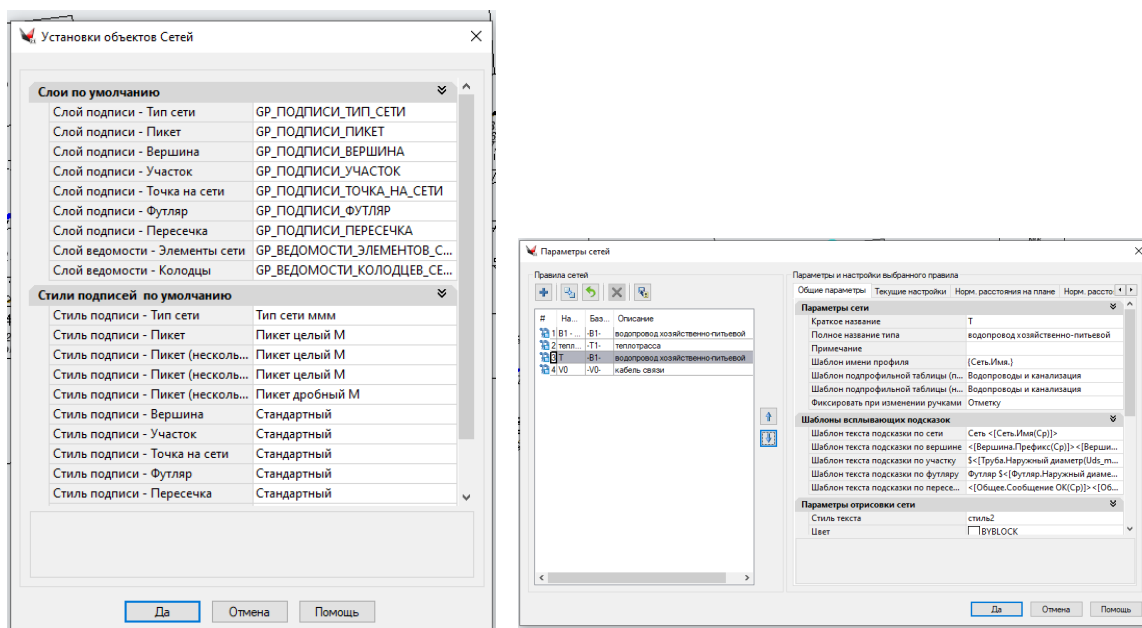 Установки объектов Сетей
Слои по умолчанию
Слой подписи - Тип сети GP_ПОДПИСИ_ТИП_СЕТИ
Слой подписи - Пикет GP_ПОДПИСИ_ПИКЕТ
Слой подписи - Вершина GP_ПОДПИСИ_ВЕРШИНА
Слой подписи - Участок GP_ПОДПИСИ_УЧАСТОК
Слой подписи - Точка на сети GP_ПОДПИСИ_ТОЧКА_НА_СЕТИ
Слой подписи - Футляр GP_ПОДПИСИ_ФУТЛЯР
Слой подписи - Пересечка GP_ПОДПИСИ_ПЕРЕСЕЧКА
Слой ведомости - Элементы сети GP_ВЕДОМОСТИ_ЭЛЕМЕНТОВ_С...
Слой ведомости - Колодцы GP_ВЕДОМОСТИ_КОЛОДЦЕВ_СЕ...
Стили подписей по умолчанию
Стиль подписи - Тип сети Тип сети ммм
Стиль подписи - Пикет Пикет целый М
Стиль подписи - Пикет (несколь... Пикет целый М
Стиль подписи - Пикет (несколь... Пикет целый М
Стиль подписи - Пикет (несколь... Пикет дробный М
Стиль подписи - Вершина Стандартный
Стиль подписи - Участок Стандартный
Стиль подписи - Точка на сети Стандартный
Стиль подписи - Футляр Стандартный
Стиль подписи - Пересечка Стандартный
Да Отмена Помощь
Параметры сетей
Правила сетей
# На... Баз... Описание
1 В1 - ... -В1- водопровод хозяйственно-питьевой
2 тепл... -Т1- теплотрасса
3 Т -В1- водопровод хозяйственно-питьевой
4 V0 -V0- кабель связи
Параметры и настройки выбранного правила
Общие параметры Текущие настройки Норм. расстояния на плане Норм. рассто
Параметры сети
Краткое название Т
Полное название типа водопровод хозяйственно-питьевой
Примечание
Шаблон имени профиля {Сеть.Имя.}
Шаблон подпрофильной таблицы (п... Водопроводы и канализация
Шаблон подпрофильной таблицы (н... Водопроводы и канализация
Фиксировать при изменении ручками Отметку
Шаблоны всплывающих подсказок
Шаблон текста подсказки по сети Сеть <[Сеть.Имя(Ср)]>
Шаблон текста подсказки по вершине <[Вершина.Префикс(Ср)]><[Верши...
Шаблон текста подсказки по участку $<[Труба.Наружный диаметр(Uds_m...
Шаблон текста подсказки по футляру Футляр $<[Футляр.Наружный диаме...
Шаблон текста подсказки по пересе... <[Общее.Сообщение ОК(Ср)]><[Об...
Параметры отрисовки сети
Стиль текста стиль2
Цвет BYBLOCK
Да Отмена Помощь